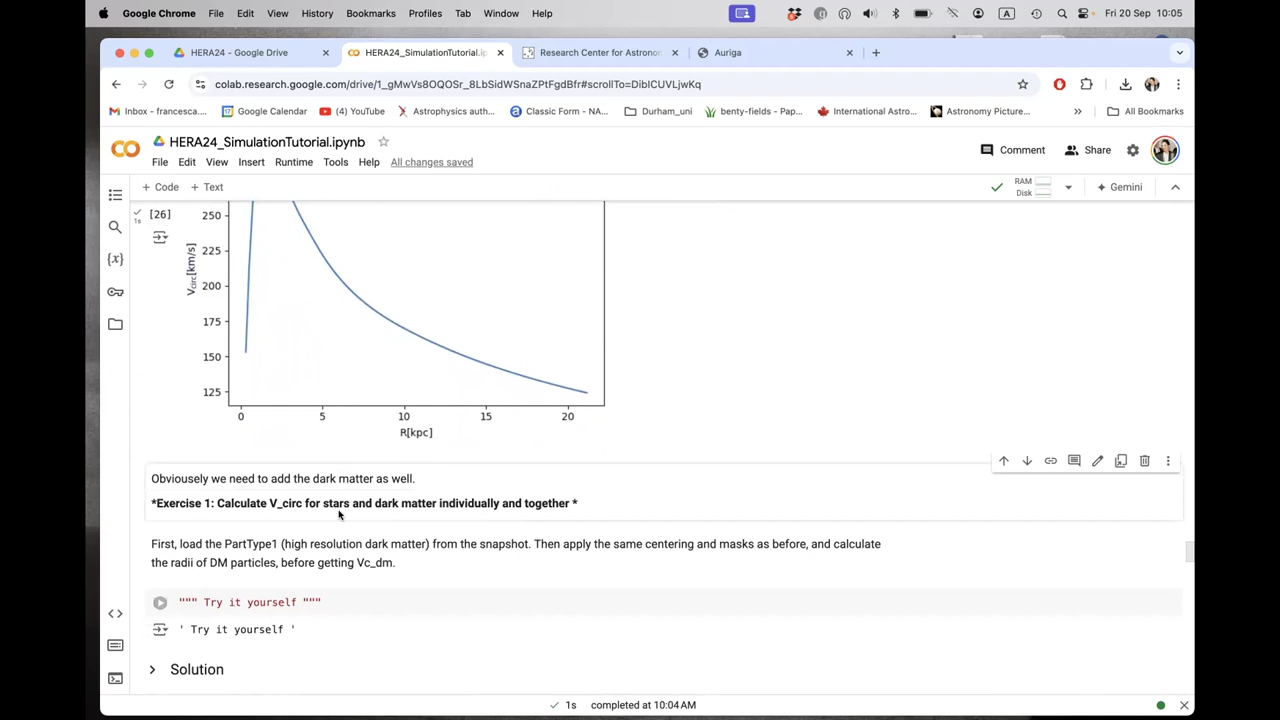 Google Chrome File Edit View History Bookmarks Profiles Tab Window Help A Fri 20 Sep 10:05
HERA24 - Google Drive HERA24_SimulationTutorial.ip Research Center for Astronom Auriga
colab.research.google.com/drive/1_gMwVs8OQOSr_8LbSidWSnaZPtFgdBfr#scrollTo=DiblCUVLjwKq
Inbox - francesca.... Google Calendar (4) YouTube Astrophysics auth... Classic Form - NA... Durham_uni benty-fields - Pap... International Astro... Astronomy Picture... » All Bookmarks
HERA24_SimulationTutorial.ipynb
File Edit View Insert Runtime Tools Help All changes saved
Comment Share
+ Code + Text
RAM
Disk
Gemini
[26]
1s
{x}
250
225
200
175
150
125
Vcirc[km/s]
0 5 10 15 20
R[kpc]
Obviousely we need to add the dark matter as well.
*Exercise 1: Calculate V_circ for stars and dark matter individually and together *
First, load the PartType1 (high resolution dark matter) from the snapshot. Then apply the same centering and masks as before, and calculate
the radii of DM particles, before getting Vc_dm.
""" Try it yourself """
' Try it yourself '
Solution
1s completed at 10:04 AM